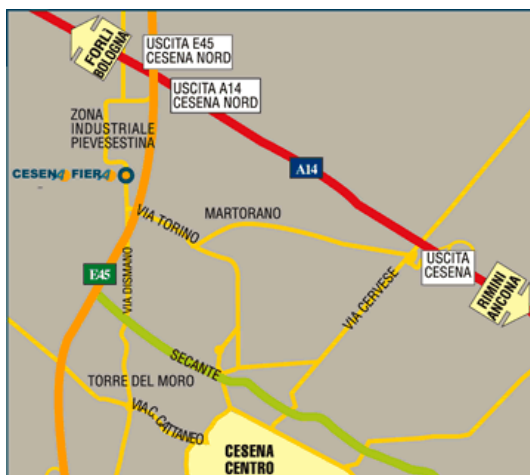 FORLÌ
BOLOGNA
USCITA E45
CESENA NORD
USCITA A14
CESENA NORD
ZONA
INDUSTRIALE
PIEVESESTINA
CESENA FIERA
A14
MARTORANO
VIA TORINO
USCITA
CESENA
RIMINI
ANCONA
E45
VIA DISMANO
VIA CERVESE
SECANTE
TORRE DEL MORO
VIA C. CATTANEO
CESENA
CENTRO